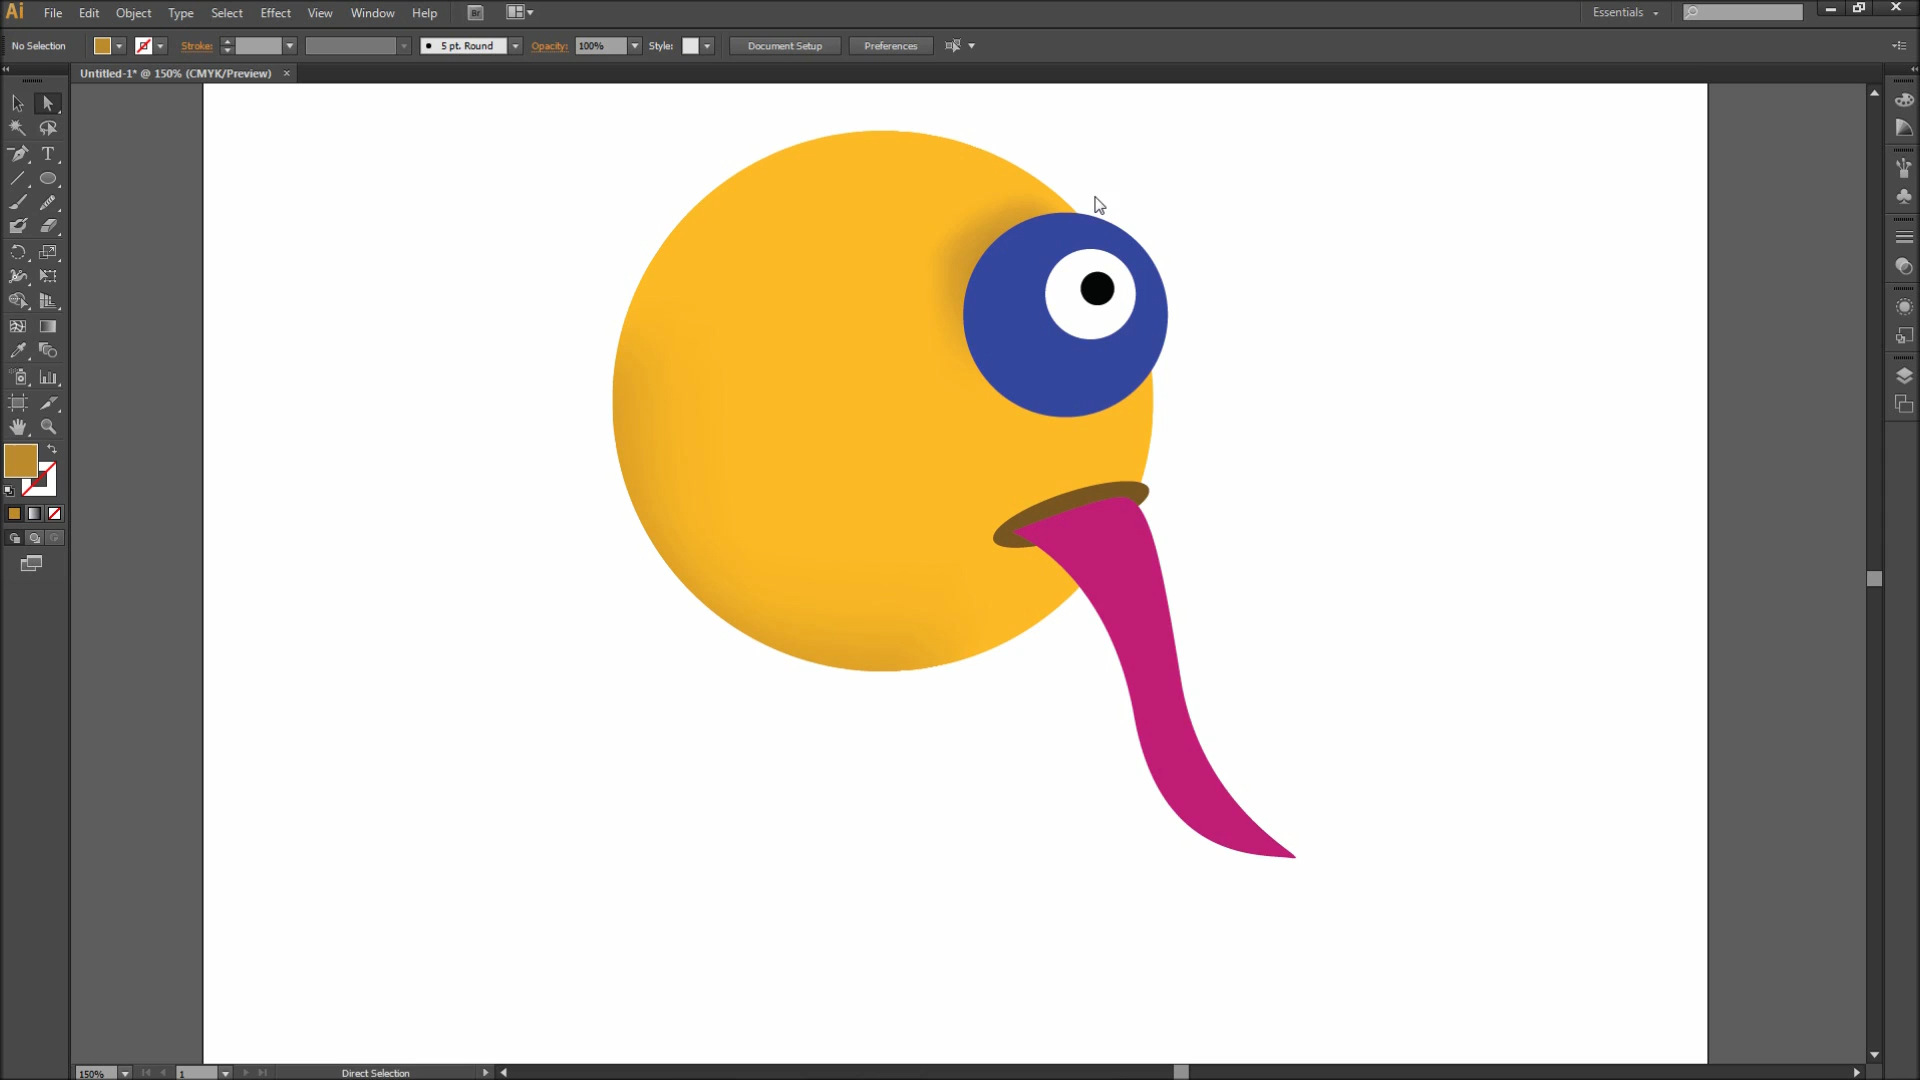 Ai File Edit Object Type Select Effect View Window Help Br Essentials
No Selection Stroke: 5 pt. Round Opacity: 100% Style: Document Setup Preferences
Untitled-1* @ 150% (CMYK/Preview) ×
T
150% 1 Direct Selection